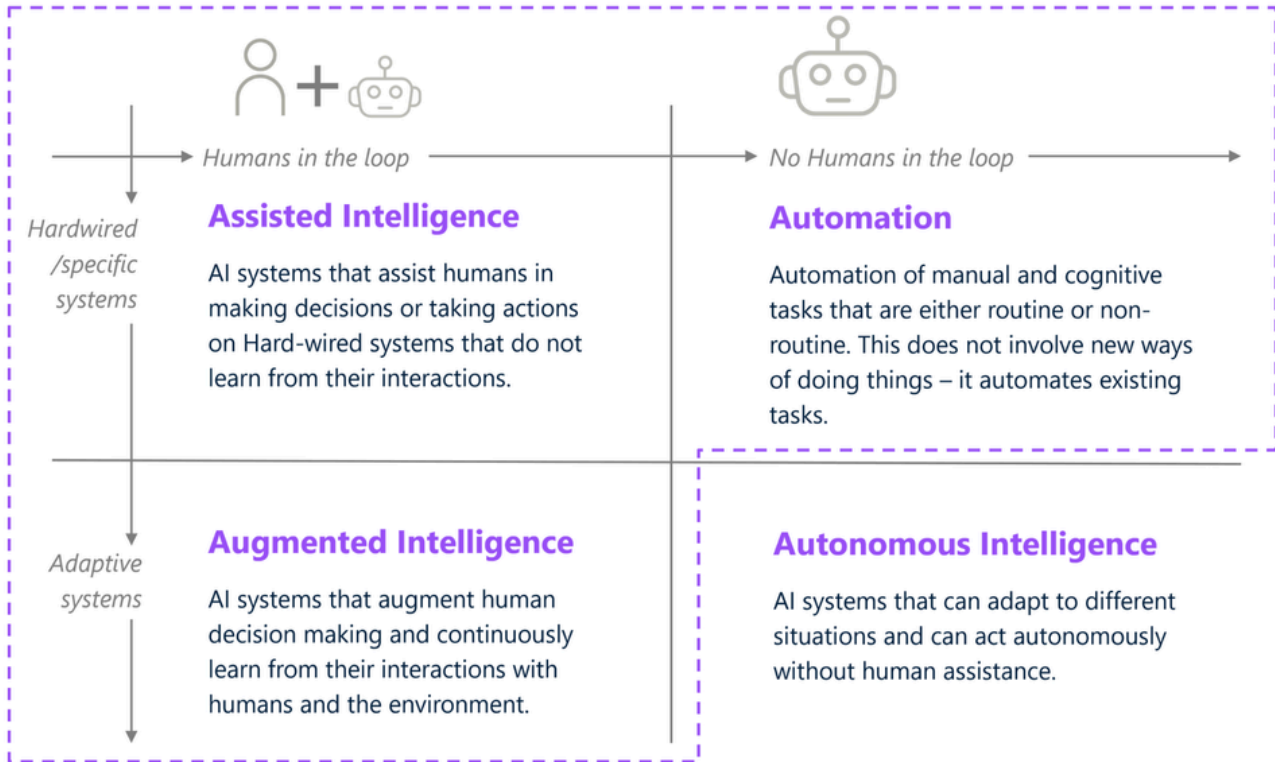 Humans in the loop
No Humans in the loop
Hardwired
/specific
systems
Assisted Intelligence
AI systems that assist humans in
making decisions or taking actions
on Hard-wired systems that do not
learn from their interactions.
Automation
Automation of manual and cognitive
tasks that are either routine or non-
routine. This does not involve new ways
of doing things – it automates existing
tasks.
Adaptive
systems
Augmented Intelligence
AI systems that augment human
decision making and continuously
learn from their interactions with
humans and the environment.
Autonomous Intelligence
AI systems that can adapt to different
situations and can act autonomously
without human assistance.